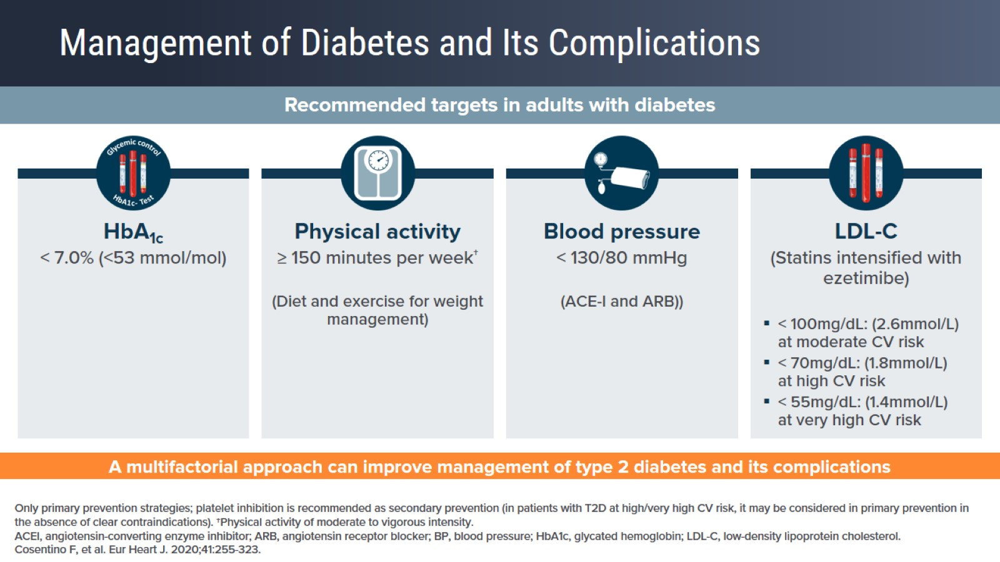 Management of Diabetes and Its Complications
Recommended targets in adults with diabetes
Glycemic control
HbA1c- Test
HbA1c
< 7.0% (<53 mmol/mol)
Physical activity
≥ 150 minutes per week†
(Diet and exercise for weight
management)
Blood pressure
< 130/80 mmHg
(ACE-I and ARB))
LDL-C
(Statins intensified with
ezetimibe)
▪ < 100mg/dL: (2.6mmol/L)
at moderate CV risk
▪ < 70mg/dL: (1.8mmol/L)
at high CV risk
▪ < 55mg/dL: (1.4mmol/L)
at very high CV risk
A multifactorial approach can improve management of type 2 diabetes and its complications
Only primary prevention strategies; platelet inhibition is recommended as secondary prevention (in patients with T2D at high/very high CV risk, it may be considered in primary prevention in
the absence of clear contraindications). †Physical activity of moderate to vigorous intensity.
ACEI, angiotensin-converting enzyme inhibitor; ARB, angiotensin receptor blocker; BP, blood pressure; HbA1c, glycated hemoglobin; LDL-C, low-density lipoprotein cholesterol.
Cosentino F, et al. Eur Heart J. 2020;41:255-323.